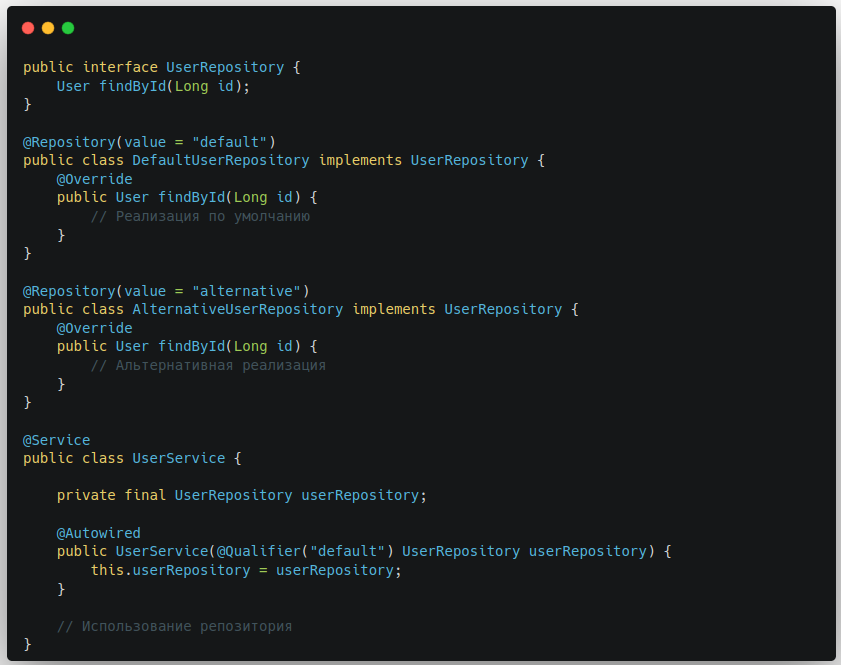 public interface UserRepository {
    User findById(Long id);
}

@Repository(value = "default")
public class DefaultUserRepository implements UserRepository {
    @Override
    public User findById(Long id) {
        // Реализация по умолчанию
    }
}

@Repository(value = "alternative")
public class AlternativeUserRepository implements UserRepository {
    @Override
    public User findById(Long id) {
        // Альтернативная реализация
    }
}

@Service
public class UserService {

    private final UserRepository userRepository;

    @Autowired
    public UserService(@Qualifier("default") UserRepository userRepository) {
        this.userRepository = userRepository;
    }

    // Использование репозитория
}